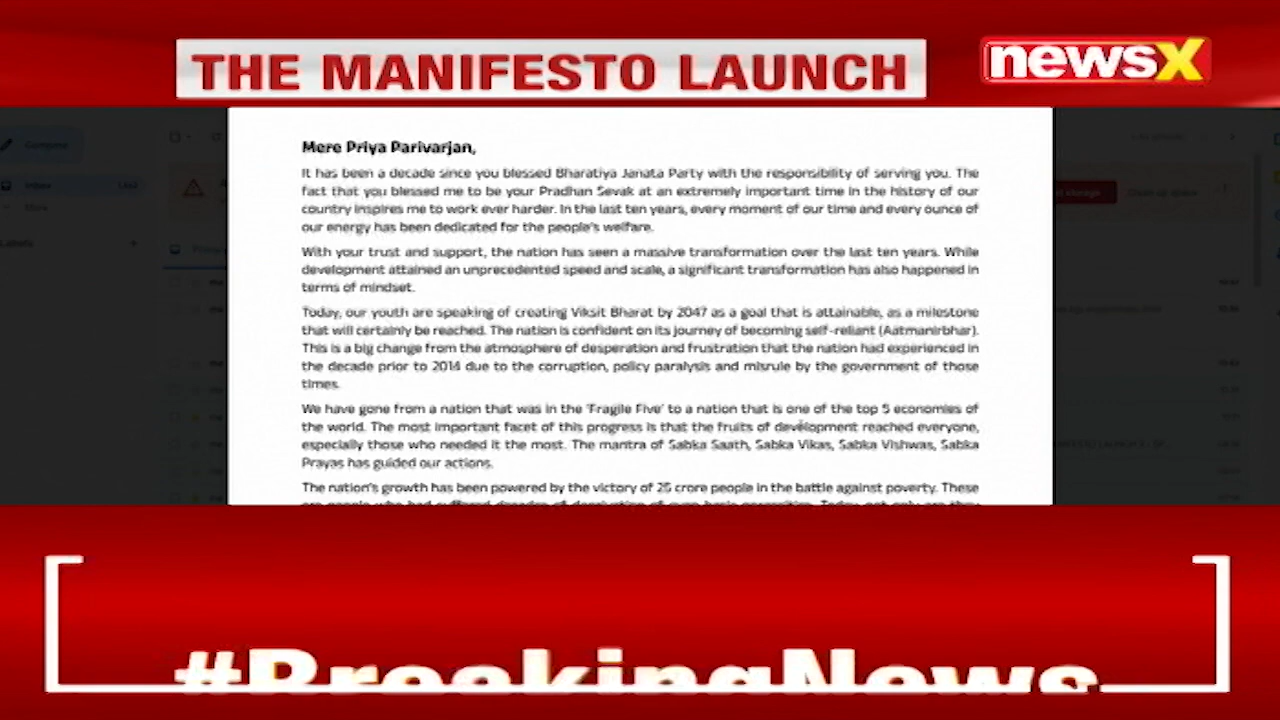 THE MANIFESTO LAUNCH
newsX
Mere Priya Parivarjan,
It has been a decade since you blessed Bharatiya Janata Party with the responsibility of serving you. The
fact that you blessed me to be your Pradhan Sevak at an extremely important time in the history of our
country inspires me to work ever harder. In the last ten years, every moment of our time and every ounce of
our energy has been dedicated for the people's welfare.
With your trust and support, the nation has seen a massive transformation over the last ten years. While
development attained an unprecedented speed and scale, a significant transformation has also happened in
terms of mindset.
Today, our youth are speaking of creating Viksit Bharat by 2047 as a goal that is attainable, as a milestone
that will certainly be reached. The nation is confident on its journey of becoming self-reliant (Aatmanirbhar).
This is a big change from the atmosphere of desperation and frustration that the nation had experienced in
the decade prior to 2014 due to the corruption, policy paralysis and misrule by the government of those
times.
We have gone from a nation that was in the 'Fragile Five' to a nation that is one of the top 5 economies of
the world. The most important facet of this progress is that the fruits of development reached everyone,
especially those who needed it the most. The mantra of Sabka Saath, Sabka Vikas, Sabka Vishwas, Sabka
Prayas has guided our actions.
The nation's growth has been powered by the victory of 25 crore people in the battle against poverty. These
Compose
Inbox
More
Labels
#BreakingNews